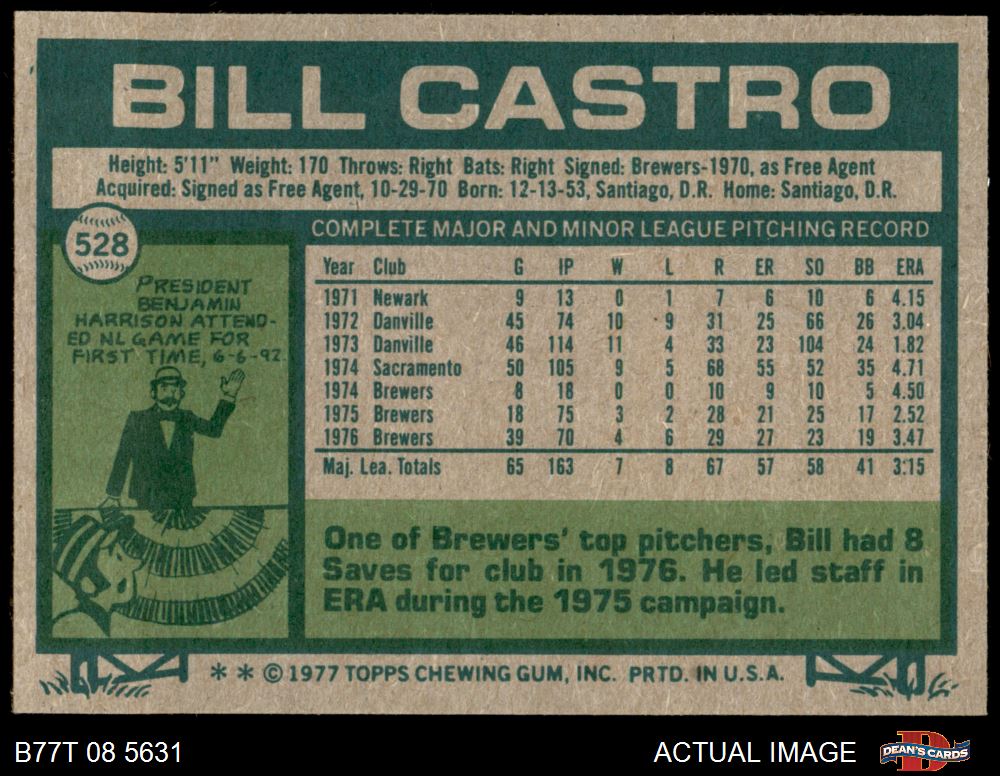 BILL CASTRO
Height: 5'11" Weight: 170 Throws: Right Bats: Right Signed: Brewers-1970, as Free Agent
Acquired: Signed as Free Agent, 10-29-70 Born: 12-13-53, Santiago, D.R. Home: Santiago, D.R.
528
PRESIDENT
BENJAMIN
HARRISON ATTEND-
ED NL GAME FOR
FIRST TIME, 6-6-92.
COMPLETE MAJOR AND MINOR LEAGUE PITCHING RECORD
Year Club G IP W L R ER SO BB ERA
1971 Newark 9 13 0 1 7 6 10 6 4.15
1972 Danville 45 74 10 9 31 25 66 26 3.04
1973 Danville 46 114 11 4 33 23 104 24 1.82
1974 Sacramento 50 105 9 5 68 55 52 35 4.71
1974 Brewers 8 18 0 0 10 9 10 5 4.50
1975 Brewers 18 75 3 2 28 21 25 17 2.52
1976 Brewers 39 70 4 6 29 27 23 19 3.47
Maj. Lea. Totals 65 163 7 8 67 57 58 41 3.15
One of Brewers' top pitchers, Bill had 8
Saves for club in 1976. He led staff in
ERA during the 1975 campaign.
* * © 1977 TOPPS CHEWING GUM, INC. PRTD. IN U.S.A.
B77T 08 5631
ACTUAL IMAGE
D
DEAN'S CARDS